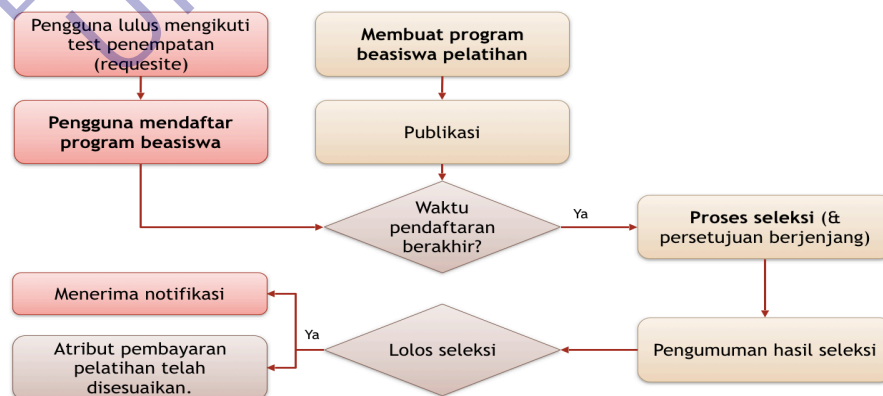 Pengguna lulus mengikuti
test penempatan
(requesite)
Membuat program
beasiswa pelatihan
Pengguna mendaftar
program beasiswa
Publikasi
Waktu
pendaftaran
berakhir?
Ya
Proses seleksi (&
persetujuan berjenjang)
Menerima notifikasi
Ya
Lolos seleksi
Pengumuman hasil seleksi
Atribut pembayaran
pelatihan telah
disesuaikan.